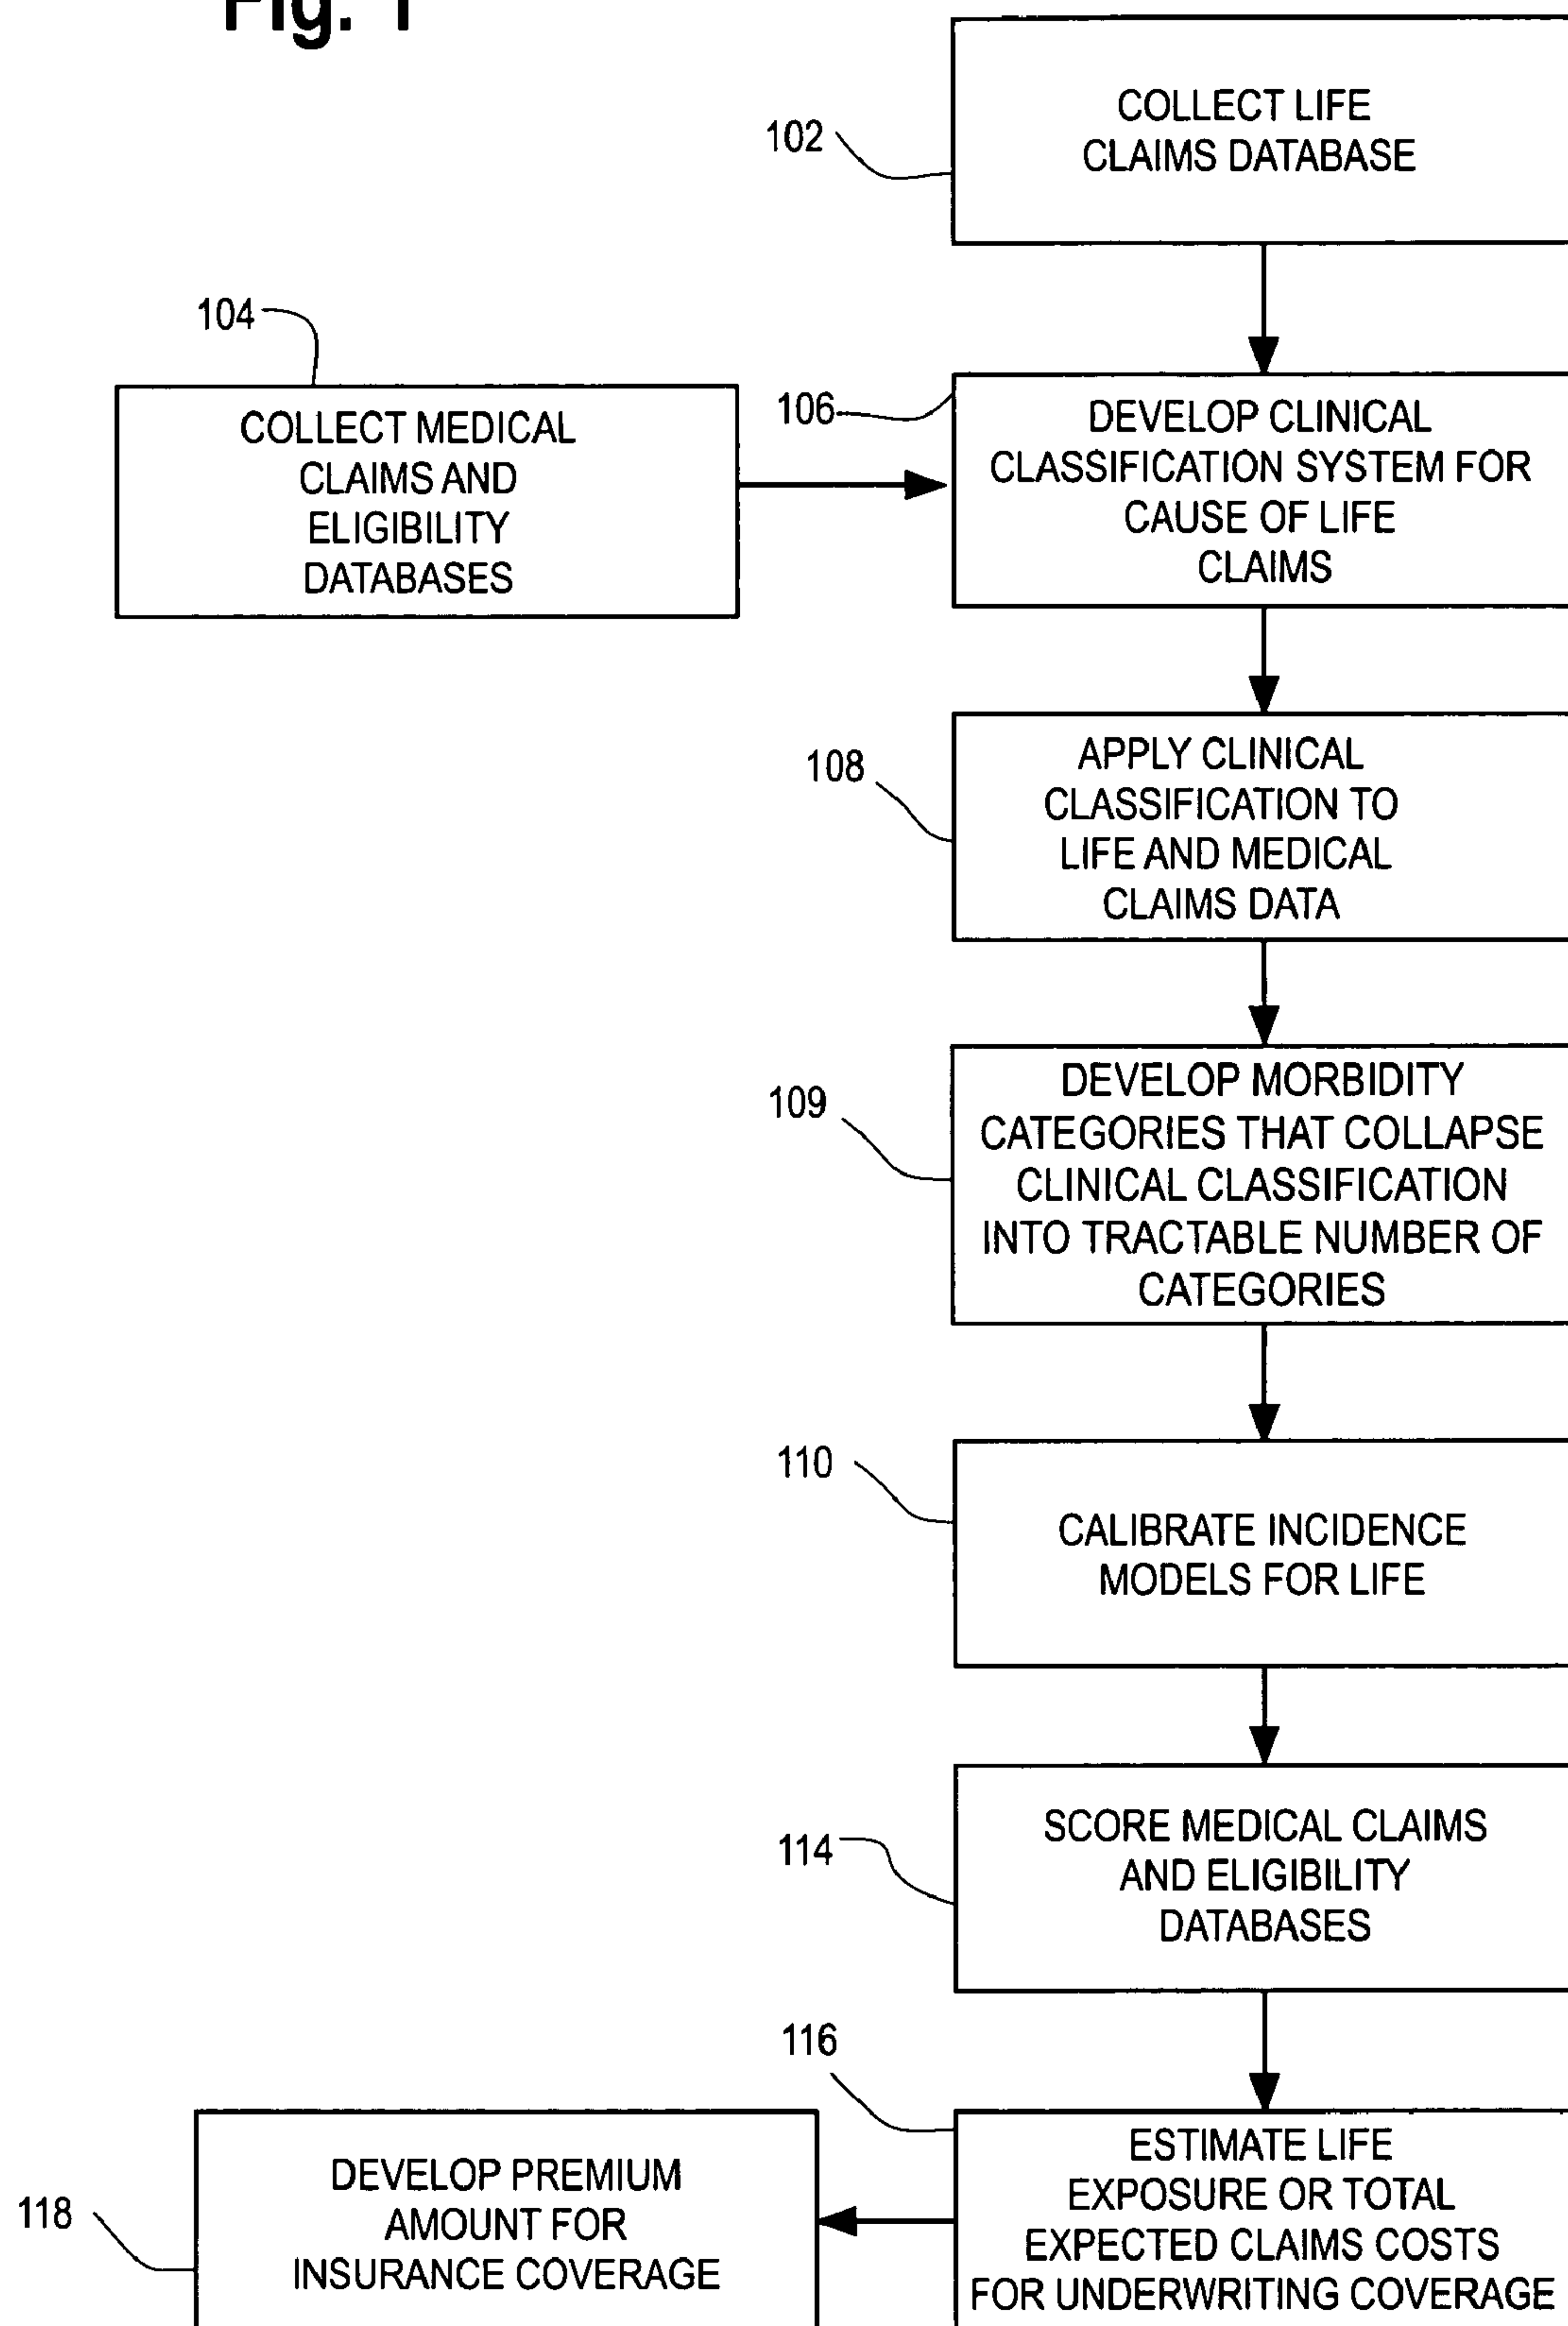 Fig. 1
COLLECT LIFE
CLAIMS DATABASE
102
104
COLLECT MEDICAL
CLAIMS AND
ELIGIBILITY
DATABASES
106
DEVELOP CLINICAL
CLASSIFICATION SYSTEM FOR
CAUSE OF LIFE
CLAIMS
108
APPLY CLINICAL
CLASSIFICATION TO
LIFE AND MEDICAL
CLAIMS DATA
109
DEVELOP MORBIDITY
CATEGORIES THAT COLLAPSE
CLINICAL CLASSIFICATION
INTO TRACTABLE NUMBER OF
CATEGORIES
110
CALIBRATE INCIDENCE
MODELS FOR LIFE
114
SCORE MEDICAL CLAIMS
AND ELIGIBILITY
DATABASES
116
ESTIMATE LIFE
EXPOSURE OR TOTAL
EXPECTED CLAIMS COSTS
FOR UNDERWRITING COVERAGE
118
DEVELOP PREMIUM
AMOUNT FOR
INSURANCE COVERAGE